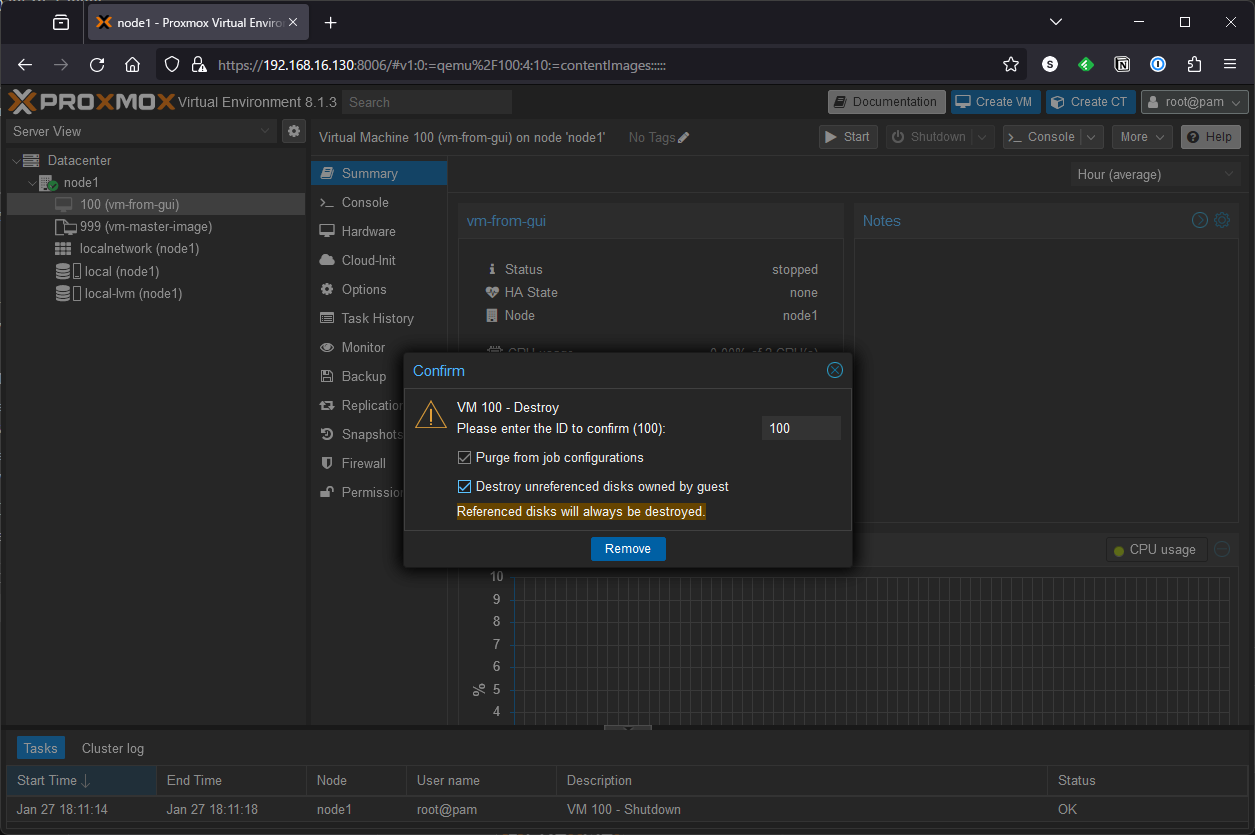 node1 - Proxmox Virtual Enviro
https://192.168.16.130:8006/#v1:0:=qemu%2F100:4:10:=contentImages:::::
PROXMOX Virtual Environment 8.1.3 Search Documentation Create VM Create CT root@pam
Server View
Virtual Machine 100 (vm-from-gui) on node 'node1' No Tags Start Shutdown Console More Help
Datacenter
node1
100 (vm-from-gui)
999 (vm-master-image)
localnetwork (node1)
local (node1)
local-lvm (node1)
Summary
Console
Hardware
Cloud-Init
Options
Task History
Monitor
Backup
Replication
Snapshots
Firewall
Permission
Hour (average)
vm-from-gui
Status stopped
HA State none
Node node1
CPU usage 0.00% of 2 CPU(s)
Notes
Confirm
VM 100 - Destroy
Please enter the ID to confirm (100): 100
Purge from job configurations
Destroy unreferenced disks owned by guest
Referenced disks will always be destroyed.
Remove
CPU usage
10
9
8
7
6
5
4
%
Tasks Cluster log
Start Time End Time Node User name Description Status
Jan 27 18:11:14 Jan 27 18:11:18 node1 root@pam VM 100 - Shutdown OK